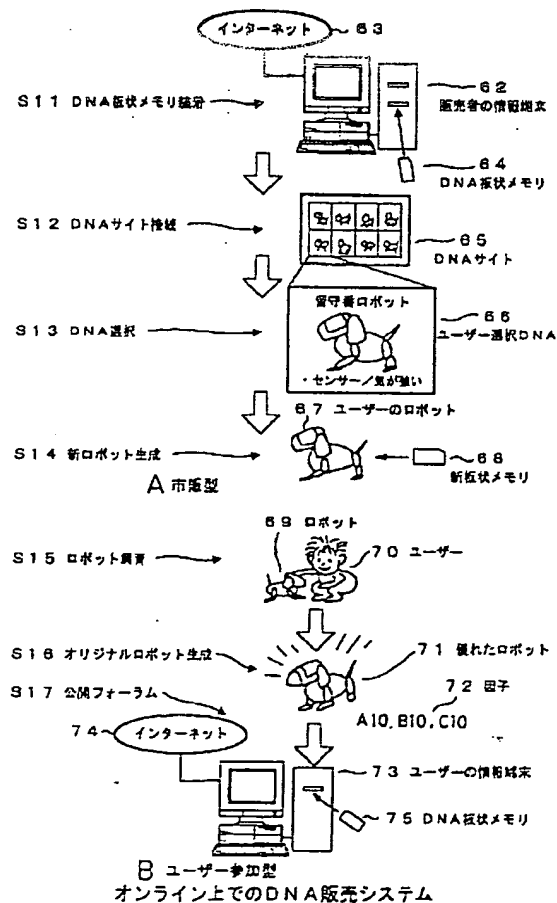 インターネット
63
S11 DNA板状メモリ装着
62
販売者の情報端末
64
DNA板状メモリ
S12 DNAサイト接続
65
DNAサイト
留守番ロボット
S13 DNA選択
66
ユーザー選択DNA
・センサー/気が強い
67 ユーザーのロボット
S14 新ロボット生成
68
新板状メモリ
A 市販型
69 ロボット
S15 ロボット飼育
70 ユーザー
S16 オリジナルロボット生成
71 優れたロボット
S17 公開フォーラム
72 因子
A10,B10,C10
74
インターネット
73 ユーザーの情報端末
75 DNA板状メモリ
B ユーザー参加型
オンライン上でのDNA販売システム